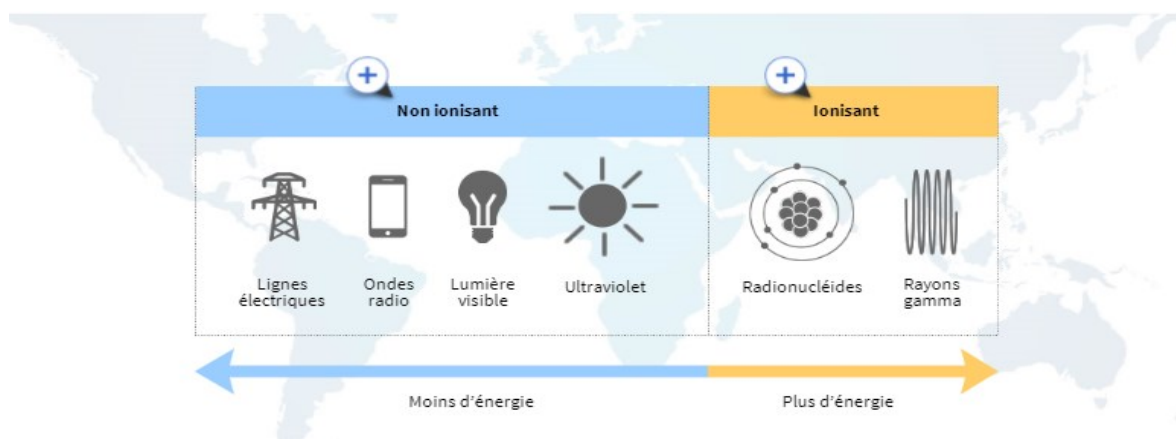 Non ionisant
Ionisant
Lignes
électriques
Ondes
radio
Lumière
visible
Ultraviolet
Radionucléides
Rayons
gamma
Moins d’énergie
Plus d’énergie